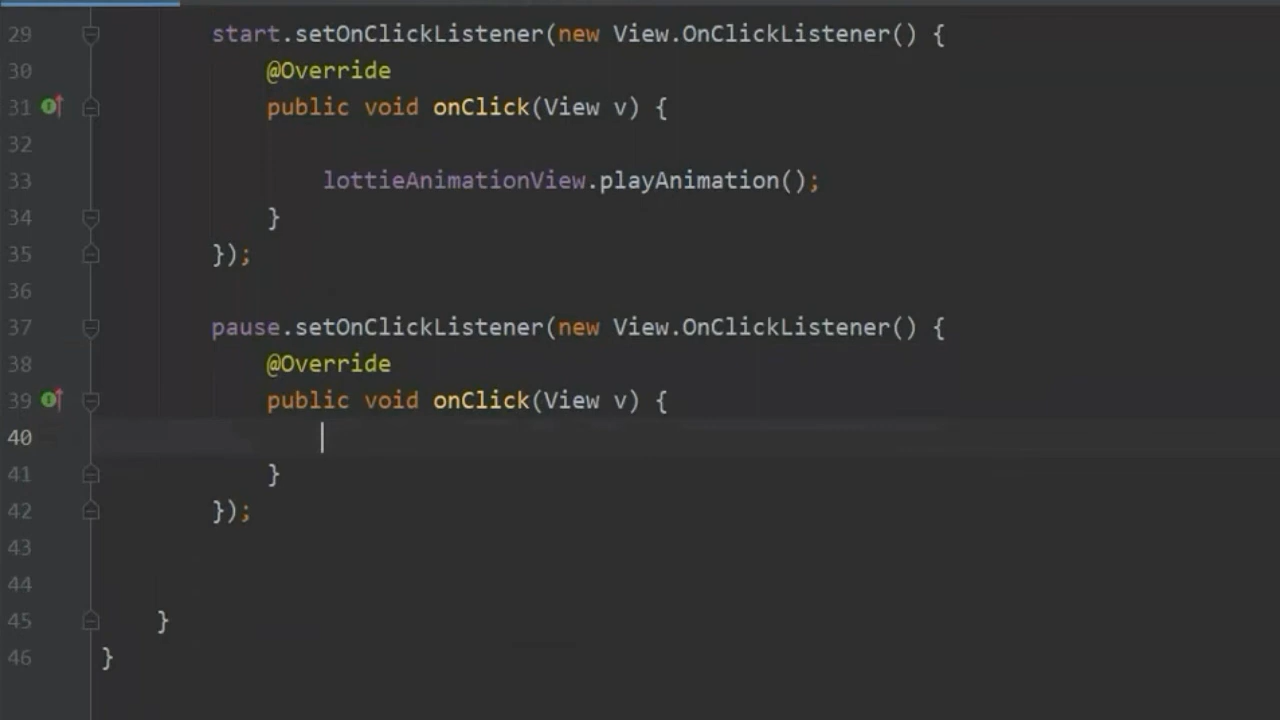 29 start.setOnClickListener(new View.OnClickListener() {
30 @Override
31 public void onClick(View v) {
32
33 lottieAnimationView.playAnimation();
34 }
35 });
36
37 pause.setOnClickListener(new View.OnClickListener() {
38 @Override
39 public void onClick(View v) {
40
41 }
42 });
43
44
45 }
46 }